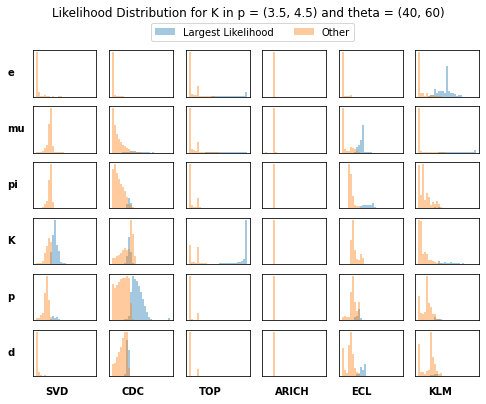 Likelihood Distribution for K in p = (3.5, 4.5) and theta = (40, 60)
Largest Likelihood Other
e
mu
pi
K
p
d
SVD CDC TOP ARICH ECL KLM